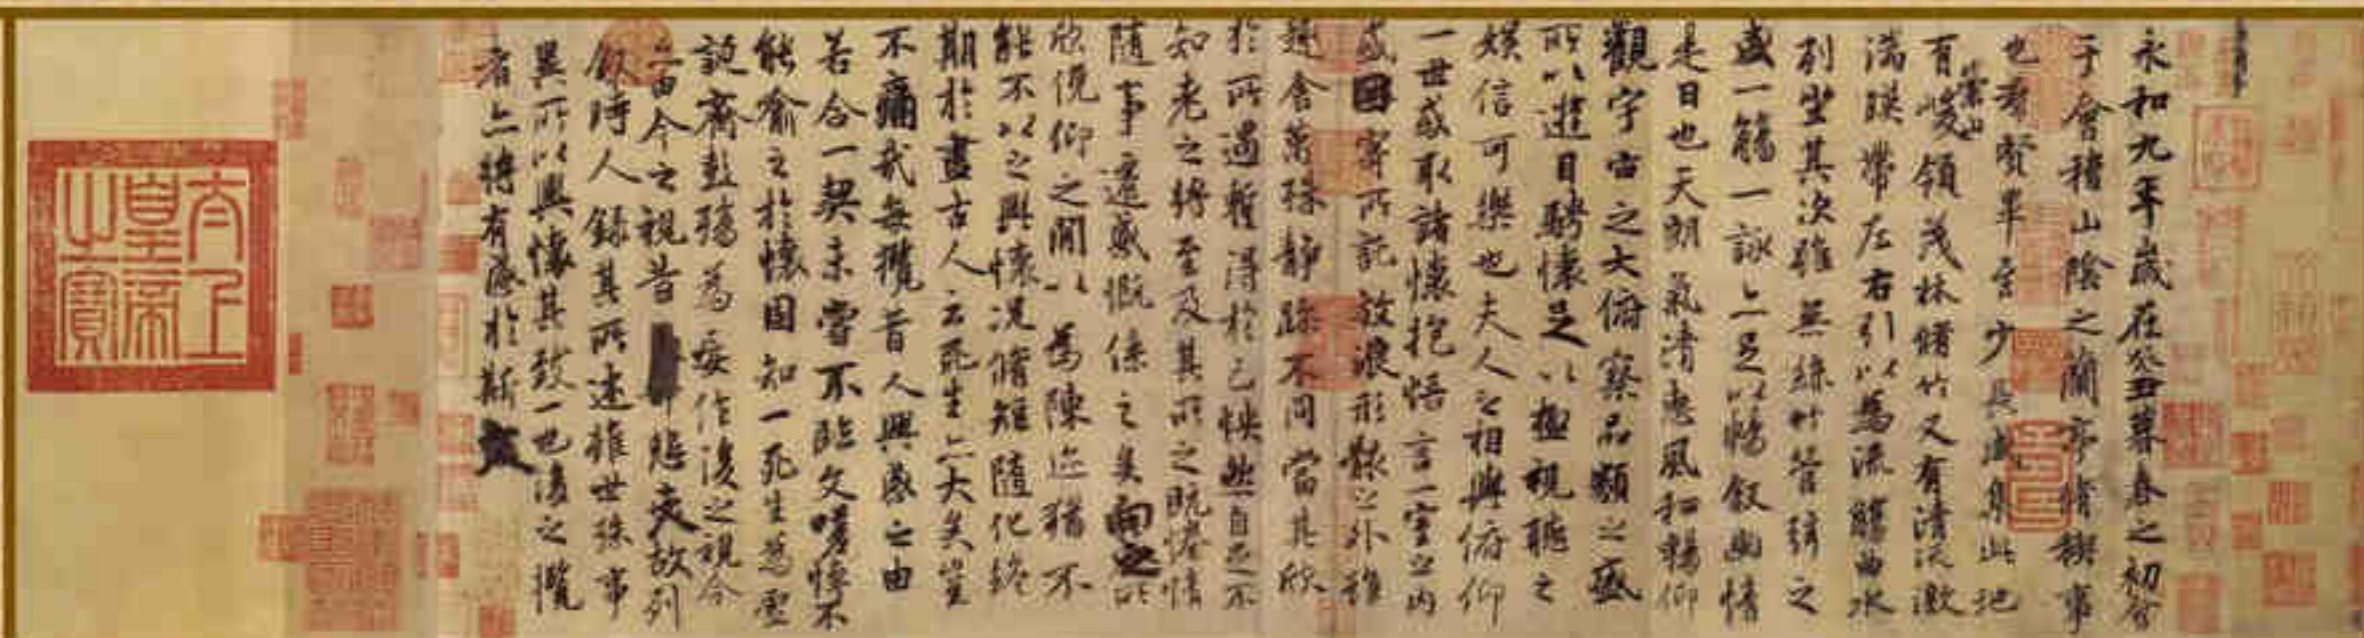 永和九年歲在癸丑暮春之初會
于會稽山陰之蘭亭脩稧事
也羣賢畢至少長咸集此地
有崇山峻領茂林脩竹又有清流激
湍暎帶左右引以為流觴曲水
列坐其次雖無絲竹管弦之
盛一觴一詠亦足以暢敘幽情
是日也天朗氣清惠風和暢仰
觀宇宙之大俯察品類之盛
所以遊目騁懷足以極視聽之
娛信可樂也夫人之相與俯仰
一世或取諸懷抱悟言一室之內
或因寄所託放浪形骸之外雖
趣舍萬殊靜躁不同當其欣
於所遇暫得於己怏然自足不
知老之將至及其所之既惓情
隨事遷感慨係之矣向之所
欣俛仰之閒以為陳迹猶不
能不以之興懷況脩短隨化終
期於盡古人云死生亦大矣豈
不痛哉每攬昔人興感之由
若合一契未嘗不臨文嗟悼不
能喻之於懷固知一死生為虛
誕齊彭殤為妄作後之視今
亦由今之視昔悲夫故列
敘時人錄其所述雖世殊事
異所以興懷其致一也後之攬
者亦將有感於斯文
太上皇帝之寶